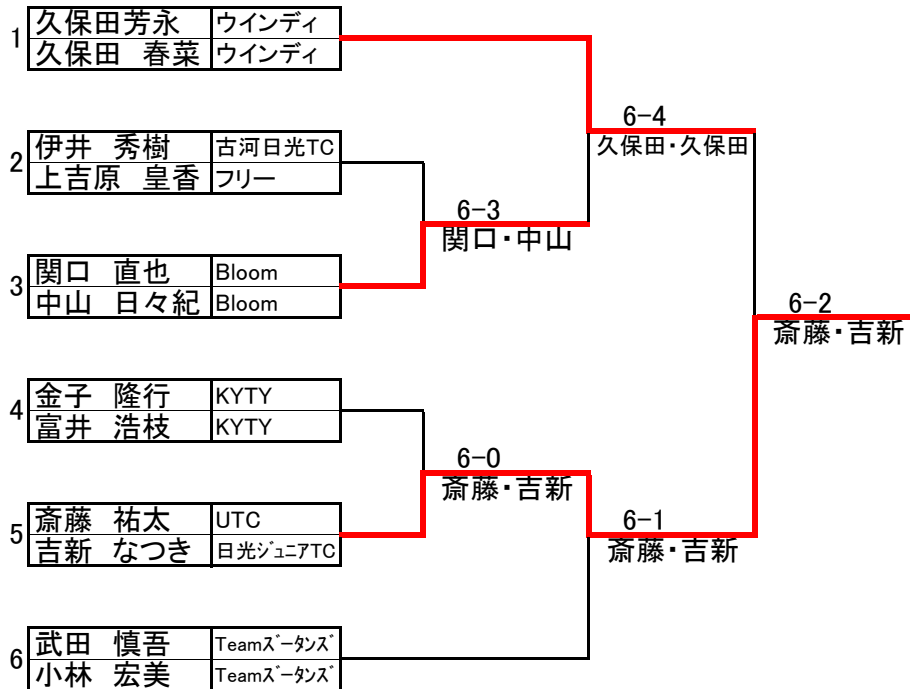 1
久保田芳永 ウインディ
久保田 春菜 ウインディ
2
伊井 秀樹 古河日光TC
上吉原 皇香 フリー
3
関口 直也 Bloom
中山 日々紀 Bloom
4
金子 隆行 KYTY
富井 浩枝 KYTY
5
斎藤 祐太 UTC
吉新 なつき 日光ｼﾞｭﾆｱTC
6
武田 慎吾 Teamｽﾞｰﾀﾝｽﾞ
小林 宏美 Teamｽﾞｰﾀﾝｽﾞ
6-3
関口・中山
6-0
斎藤・吉新
6-4
久保田・久保田
6-1
斎藤・吉新
6-2
斎藤・吉新